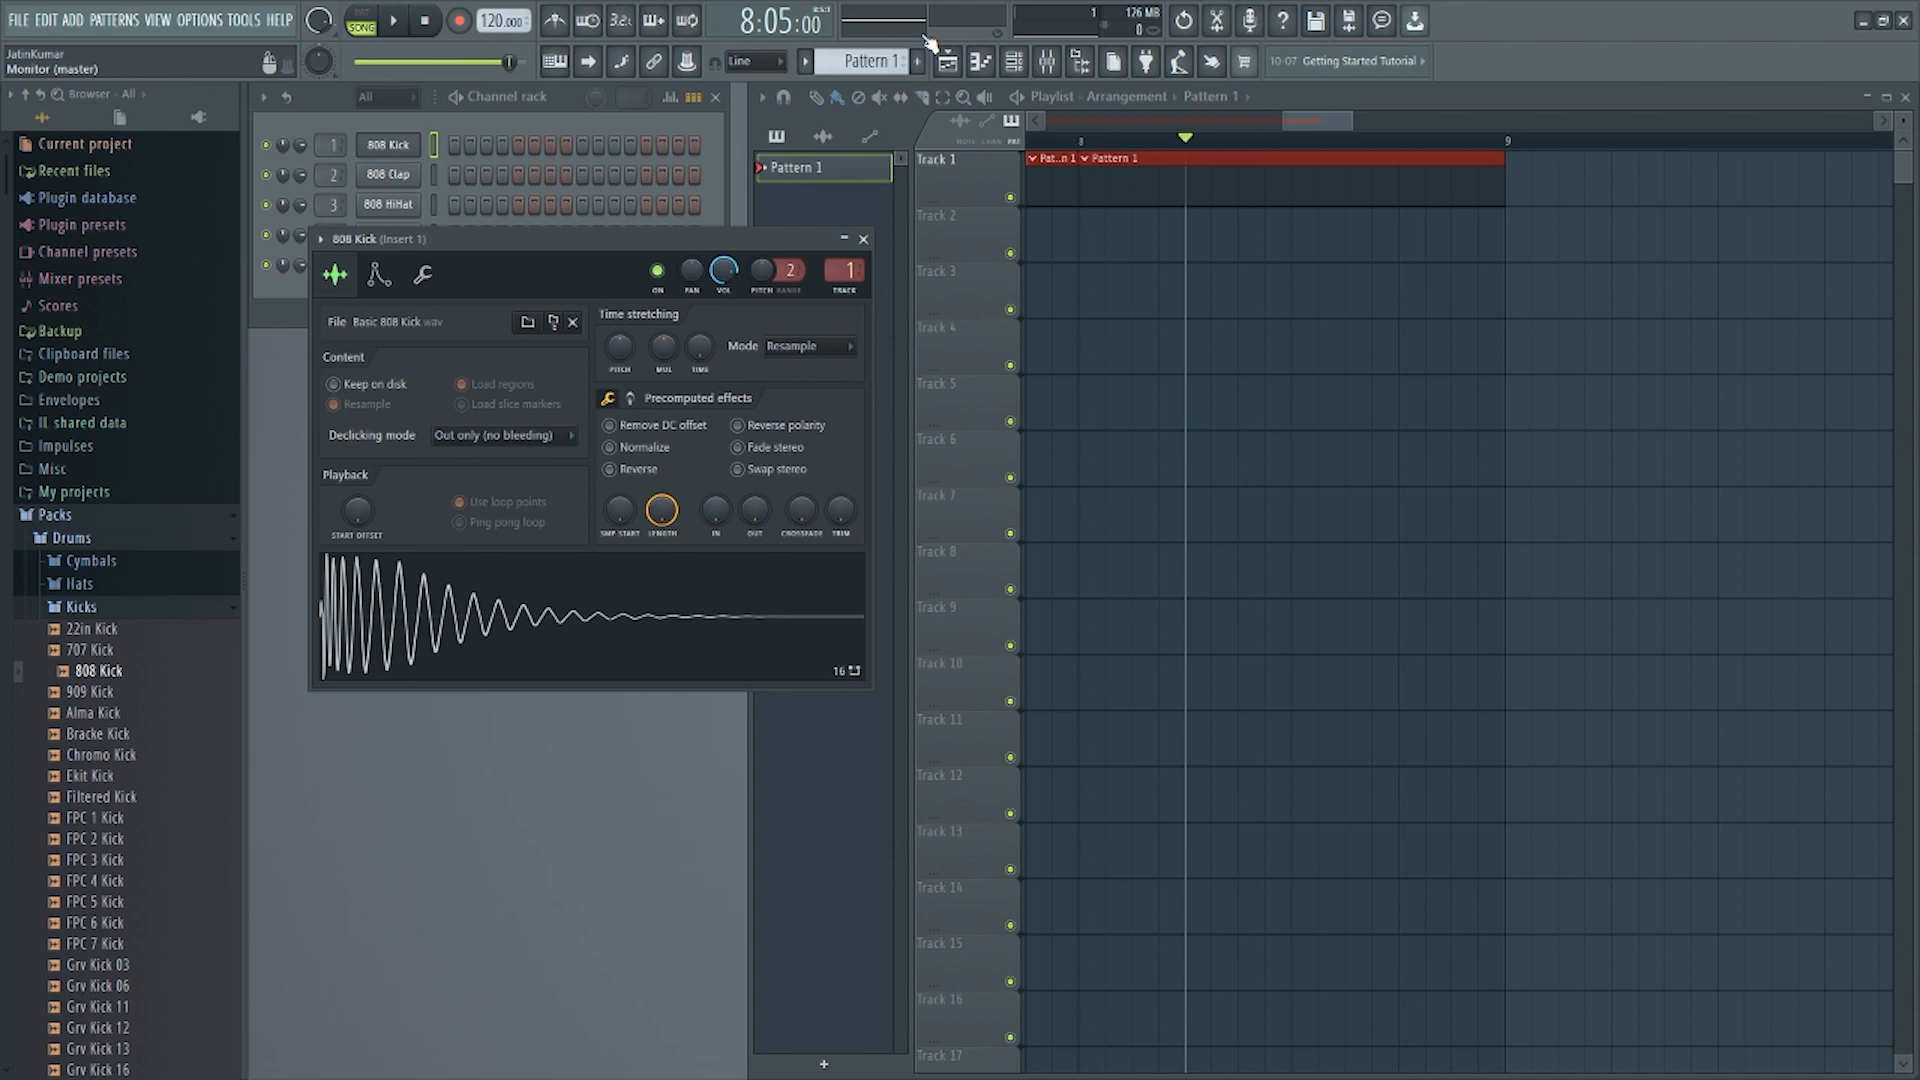 FILE EDIT ADD PATTERNS VIEW OPTIONS TOOLS HELP
PAT
SONG
120.000
3.2.
8:05:00
B:S:T
1
126 MB
0
JatinKumar
Monitor (master)
Line
Pattern 1
10-07 Getting Started Tutorial
Browser - All
All
Channel rack
Playlist - Arrangement › Pattern 1 ›
NOTE CHAN PAT
8
9
Current project
Recent files
Plugin database
Plugin presets
Channel presets
Mixer presets
Scores
Backup
Clipboard files
Demo projects
Envelopes
IL shared data
Impulses
Misc
My projects
Packs
Drums
Cymbals
Hats
Kicks
22in Kick
707 Kick
808 Kick
909 Kick
Alma Kick
Bracke Kick
Chromo Kick
Ekit Kick
Filtered Kick
FPC 1 Kick
FPC 2 Kick
FPC 3 Kick
FPC 4 Kick
FPC 5 Kick
FPC 6 Kick
FPC 7 Kick
Grv Kick 03
Grv Kick 06
Grv Kick 11
Grv Kick 12
Grv Kick 13
Grv Kick 16
1 808 Kick
2 808 Clap
3 808 HiHat
808 Kick (Insert 1)
2
1
ON PAN VOL PITCH RANGE TRACK
File Basic 808 Kick.wav
Content
Keep on disk
Load regions
Resample
Load slice markers
Declicking mode Out only (no bleeding)
Playback
Use loop points
Ping pong loop
START OFFSET
Time stretching
Mode Resample
PITCH MUL TIME
Precomputed effects
Remove DC offset
Reverse polarity
Normalize
Fade stereo
Reverse
Swap stereo
SMP START LENGTH IN OUT CROSSFADE TRIM
16
Pattern 1
Track 1
Pat..n 1
Pattern 1
Track 2
Track 3
Track 4
Track 5
Track 6
Track 7
Track 8
Track 9
Track 10
Track 11
Track 12
Track 13
Track 14
Track 15
Track 16
Track 17